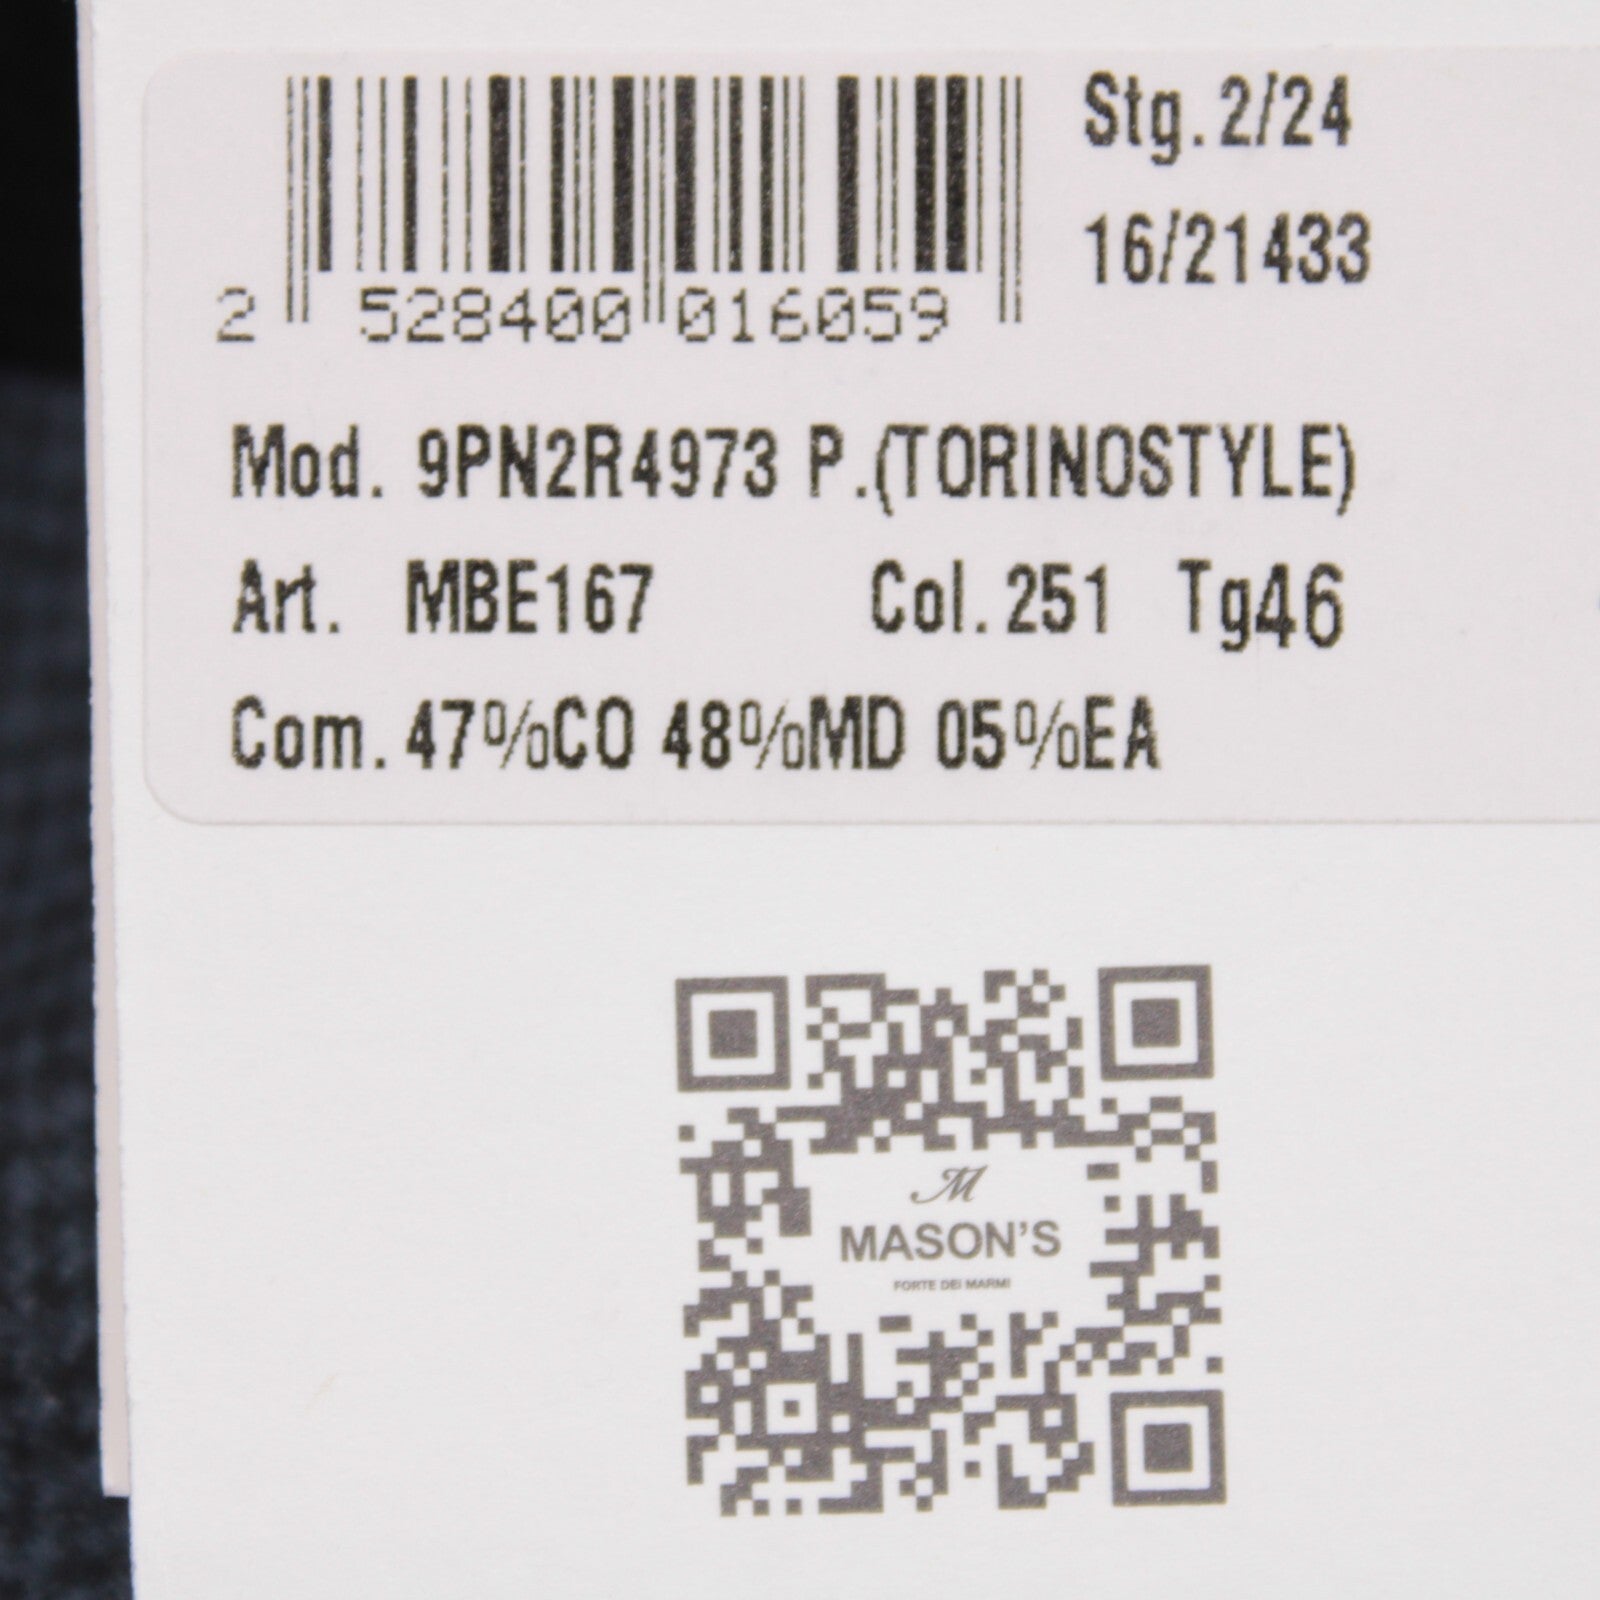 Stg.2/24
16/21433
2 528400 016059
Mod. 9PN2R4973 P.(TORINOSTYLE)
Art. MBE167 Col.251 Tg46
Com.47%CO 48%MD 05%EA
M
MASON'S
FORTE DEI MARMI